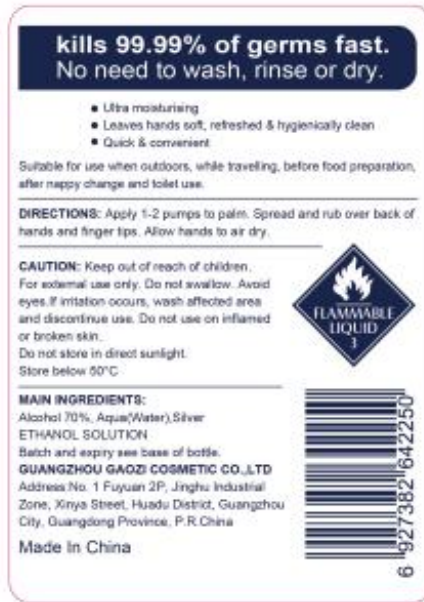 kills 99.99% of germs fast.
No need to wash, rinse or dry.
• Ultra moisturising
• Leaves hands soft, refreshed & hygienically clean
• Quick & convenient
Suitable for use when outdoors, while travelling, before food preparation,
after nappy change and toilet use.
DIRECTIONS: Apply 1-2 pumps to palm. Spread and rub over back of
hands and finger tips. Allow hands to air dry.
CAUTION: Keep out of reach of children.
For external use only. Do not swallow. Avoid
eyes.If irritation occurs, wash affected area
and discontinue use. Do not use on inflamed
or broken skin.
Do not store in direct sunlight.
Store below 50°C
FLAMMABLE
LIQUID
3
MAIN INGREDIENTS:
Alcohol 70%, Aqua(Water),Silver
ETHANOL SOLUTION
Batch and expiry see base of bottle.
GUANGZHOU GAOZI COSMETIC CO.,LTD
Address:No. 1 Fuyuan 2P, Jinghu Industrial
Zone, Xinya Street, Huadu District, Guangzhou
City, Guangdong Province, P.R.China
Made In China
6 927382 642250